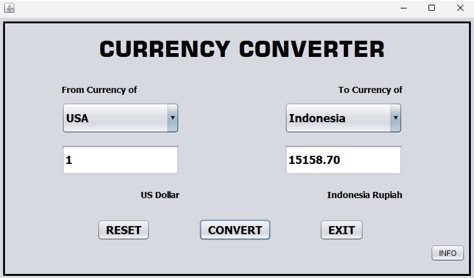 CURRENCY CONVERTER
From Currency of To Currency of
USA Indonesia
1 15158.70
US Dollar Indonesia Rupiah
RESET CONVERT EXIT
INFO